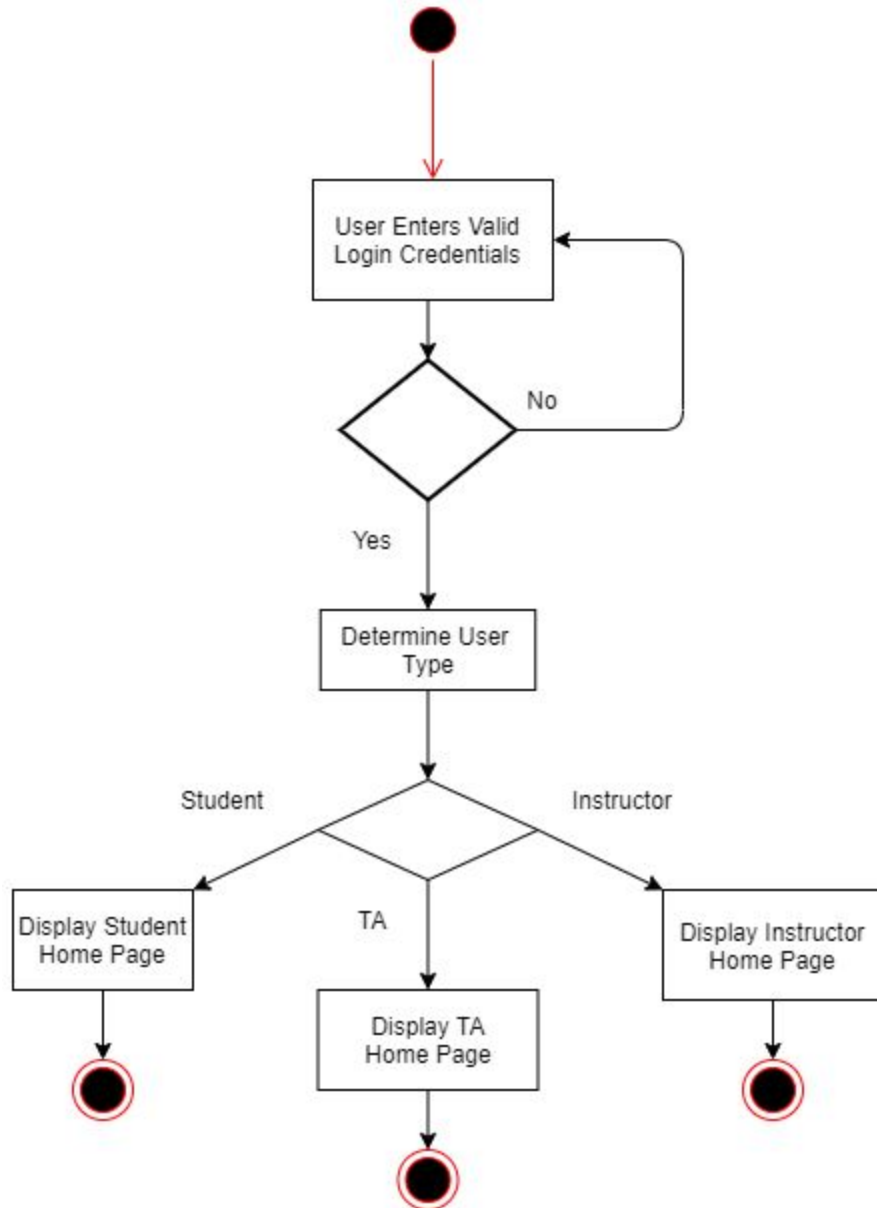 User Enters Valid
Login Credentials
No
Yes
Determine User
Type
Student
Instructor
Display Student
Home Page
TA
Display Instructor
Home Page
Display TA
Home Page